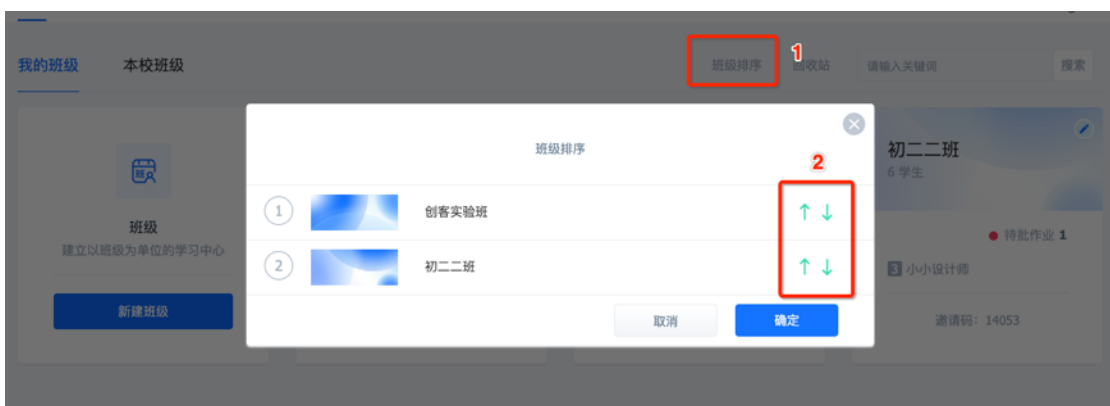 我的班级 本校班级 班级排序 1 回收站 请输入关键词 搜索
班级排序
2
初二二班
6 学生
班级
建立以班级为单位的学习中心
新建班级
1 创客实验班
2 初二二班
取消 确定
待批作业 1
3 小小设计师
邀请码：14053